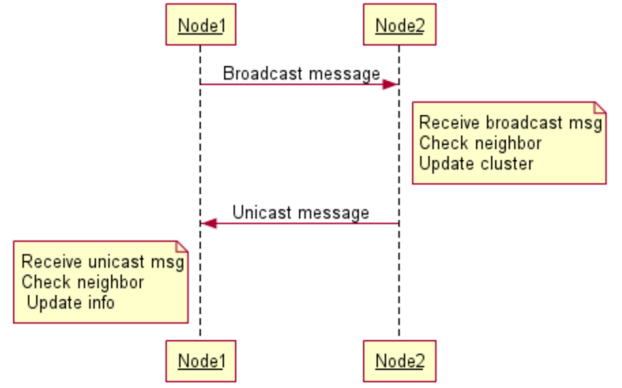 Node1 Node2
Broadcast message
Receive broadcast msg
Check neighbor
Update cluster
Unicast message
Receive unicast msg
Check neighbor
Update info
Node1 Node2